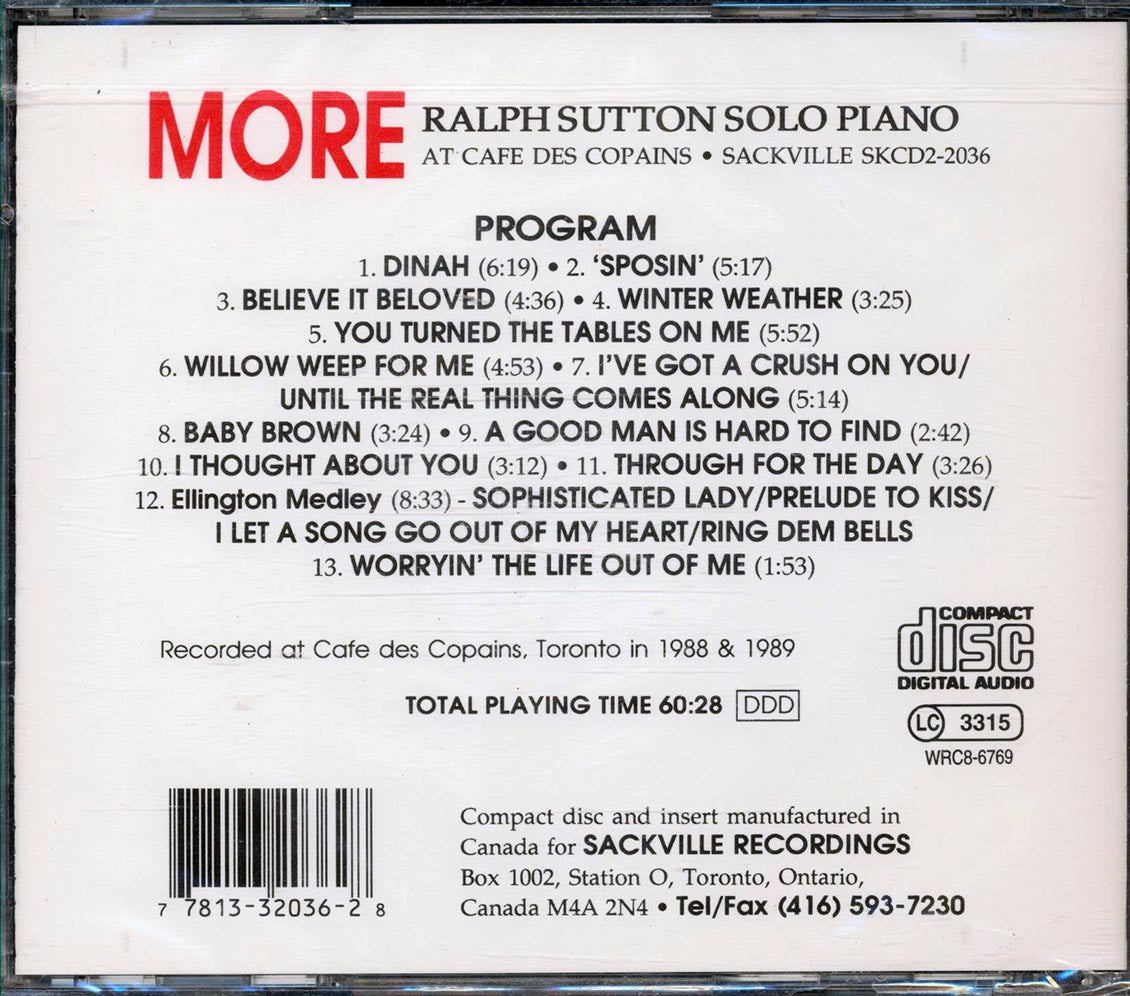 MORE RALPH SUTTON SOLO PIANO
AT CAFE DES COPAINS • SACKVILLE SKCD2-2036
PROGRAM
1. DINAH (6:19) • 2. ‘SPOSIN’ (5:17)
3. BELIEVE IT BELOVED (4:36) • 4. WINTER WEATHER (3:25)
5. YOU TURNED THE TABLES ON ME (5:52)
6. WILLOW WEEP FOR ME (4:53) • 7. I’VE GOT A CRUSH ON YOU/
UNTIL THE REAL THING COMES ALONG (5:14)
8. BABY BROWN (3:24) • 9. A GOOD MAN IS HARD TO FIND (2:42)
10. I THOUGHT ABOUT YOU (3:12) • 11. THROUGH FOR THE DAY (3:26)
12. Ellington Medley (8:33) - SOPHISTICATED LADY/PRELUDE TO KISS/
I LET A SONG GO OUT OF MY HEART/RING DEM BELLS
13. WORRYIN’ THE LIFE OUT OF ME (1:53)
Recorded at Cafe des Copains, Toronto in 1988 & 1989
TOTAL PLAYING TIME 60:28 DDD
COMPACT
disc
DIGITAL AUDIO
LC 3315
WRC8-6769
7 7813-32036-2 8
Compact disc and insert manufactured in
Canada for SACKVILLE RECORDINGS
Box 1002, Station O, Toronto, Ontario,
Canada M4A 2N4 • Tel/Fax (416) 593-7230